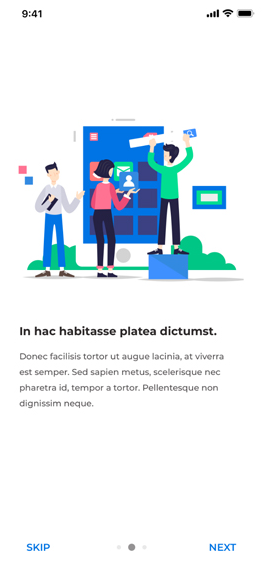 9:41
In hac habitasse platea dictumst.
Donec facilisis tortor ut augue lacinia, at viverra
est semper. Sed sapien metus, scelerisque nec
pharetra id, tempor a tortor. Pellentesque non
dignissim neque.
SKIP
NEXT